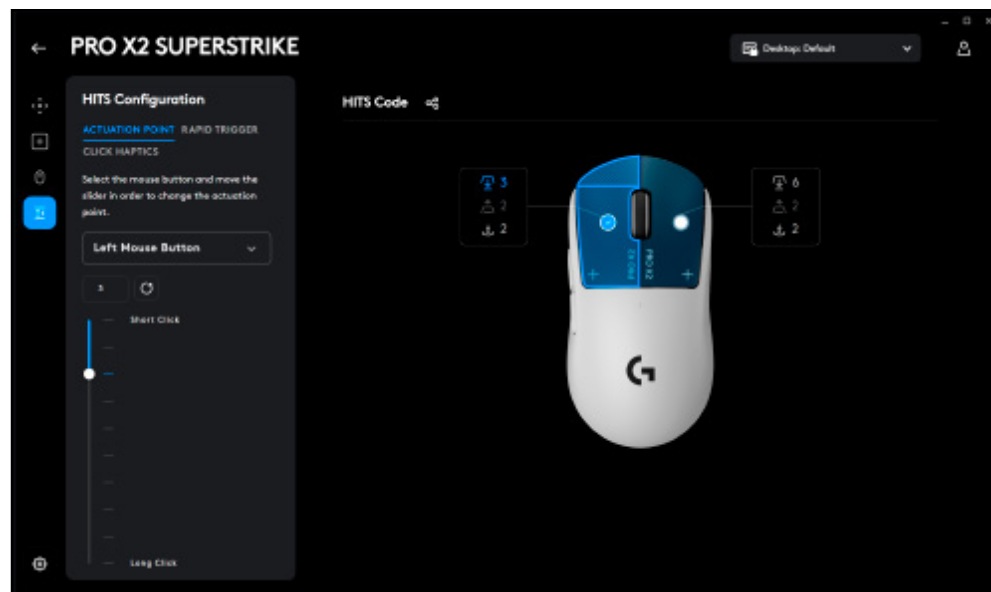 PRO X2 SUPERSTRIKE
Desktop: Default
HITS Configuration
ACTUATION POINT RAPID TRIGGER
CLICK HAPTICS
Select the mouse button and move the
slider in order to change the actuation
point.
Left Mouse Button
3
Short Click
Long Click
HITS Code
3
2
2
6
2
2
PRO X2
PRO X2